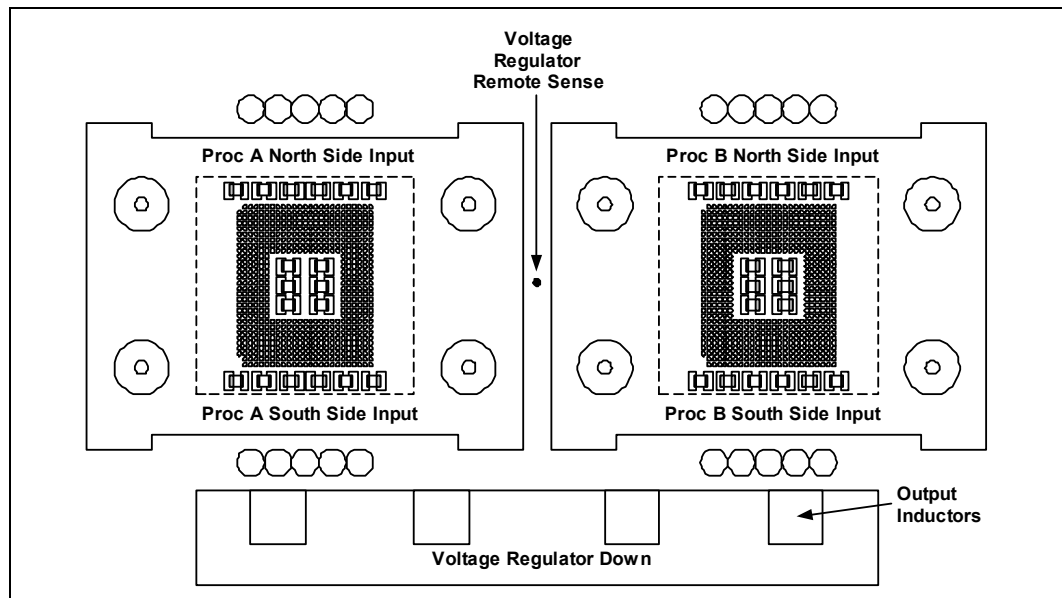 Voltage
Regulator
Remote Sense
Proc A North Side Input
Proc B North Side Input
Proc A South Side Input
Proc B South Side Input
Output
Inductors
Voltage Regulator Down